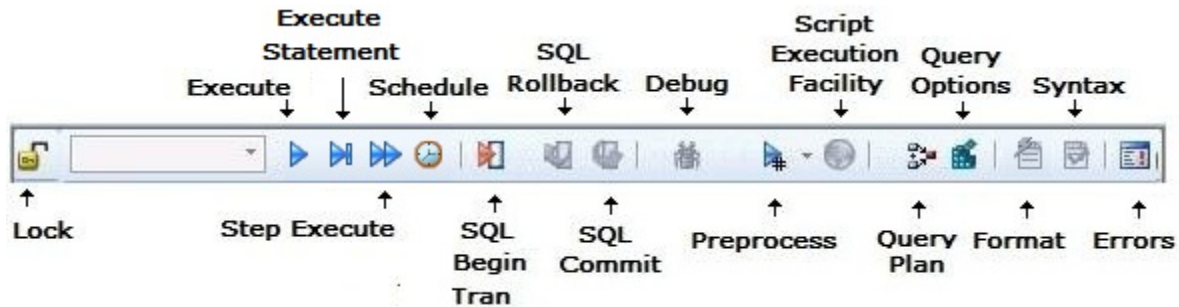 Execute
Statement
Execute
Schedule
SQL
Rollback
Debug
Script
Execution
Facility
Query
Options
Syntax
Lock
Step Execute
SQL
Begin
Tran
SQL
Commit
Preprocess
Query
Plan
Format
Errors